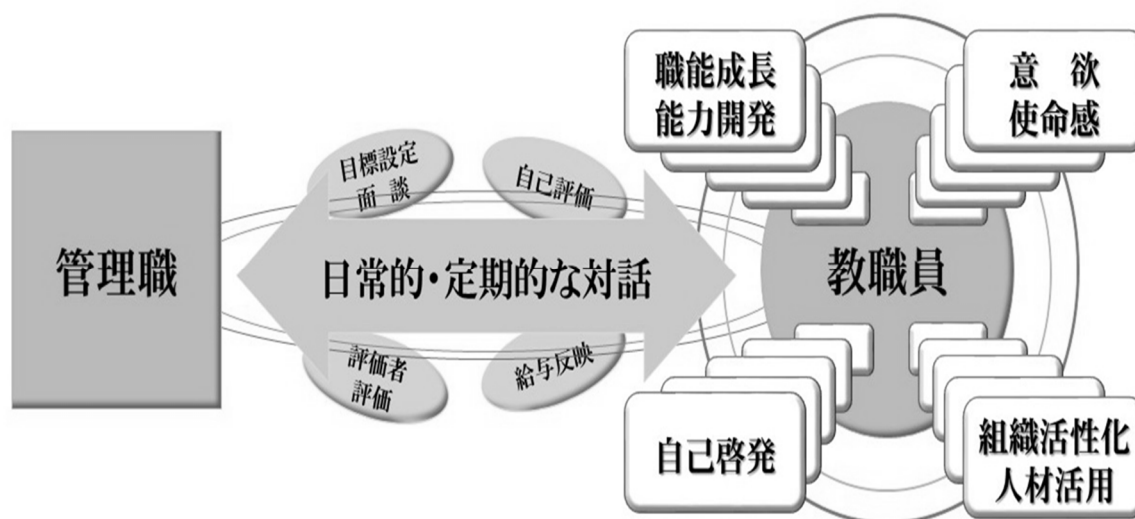 職能成長
能力開発
意　欲
使命感
目標設定
面　談
自己評価
管理職
日常的・定期的な対話
教職員
評価者
評価
給与反映
自己啓発
組織活性化
人材活用